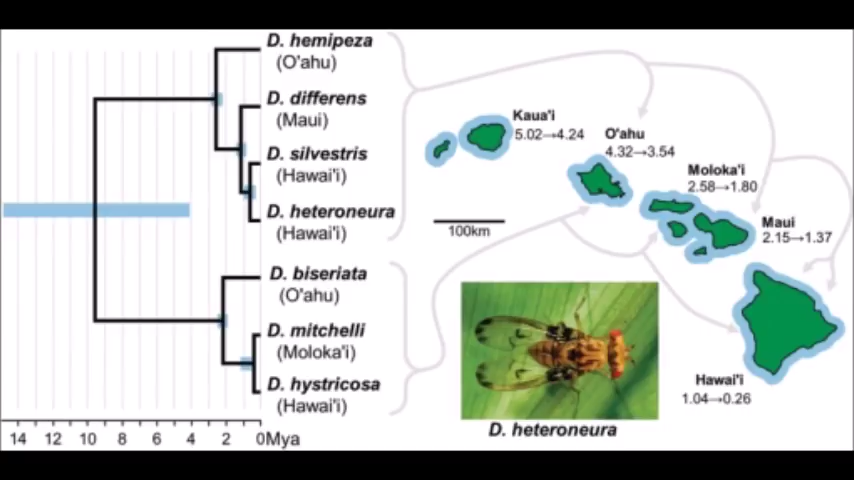 D. hemipeza
(O'ahu)
D. differens
(Maui)
D. silvestris
(Hawai'i)
D. heteroneura
(Hawai'i)
D. biseriata
(O'ahu)
D. mitchelli
(Moloka'i)
D. hystricosa
(Hawai'i)
14 12 10 8 6 4 2 0Mya
Kaua'i
5.02→4.24
O'ahu
4.32→3.54
Moloka'i
2.58→1.80
Maui
2.15→1.37
100km
Hawai'i
1.04→0.26
D. heteroneura